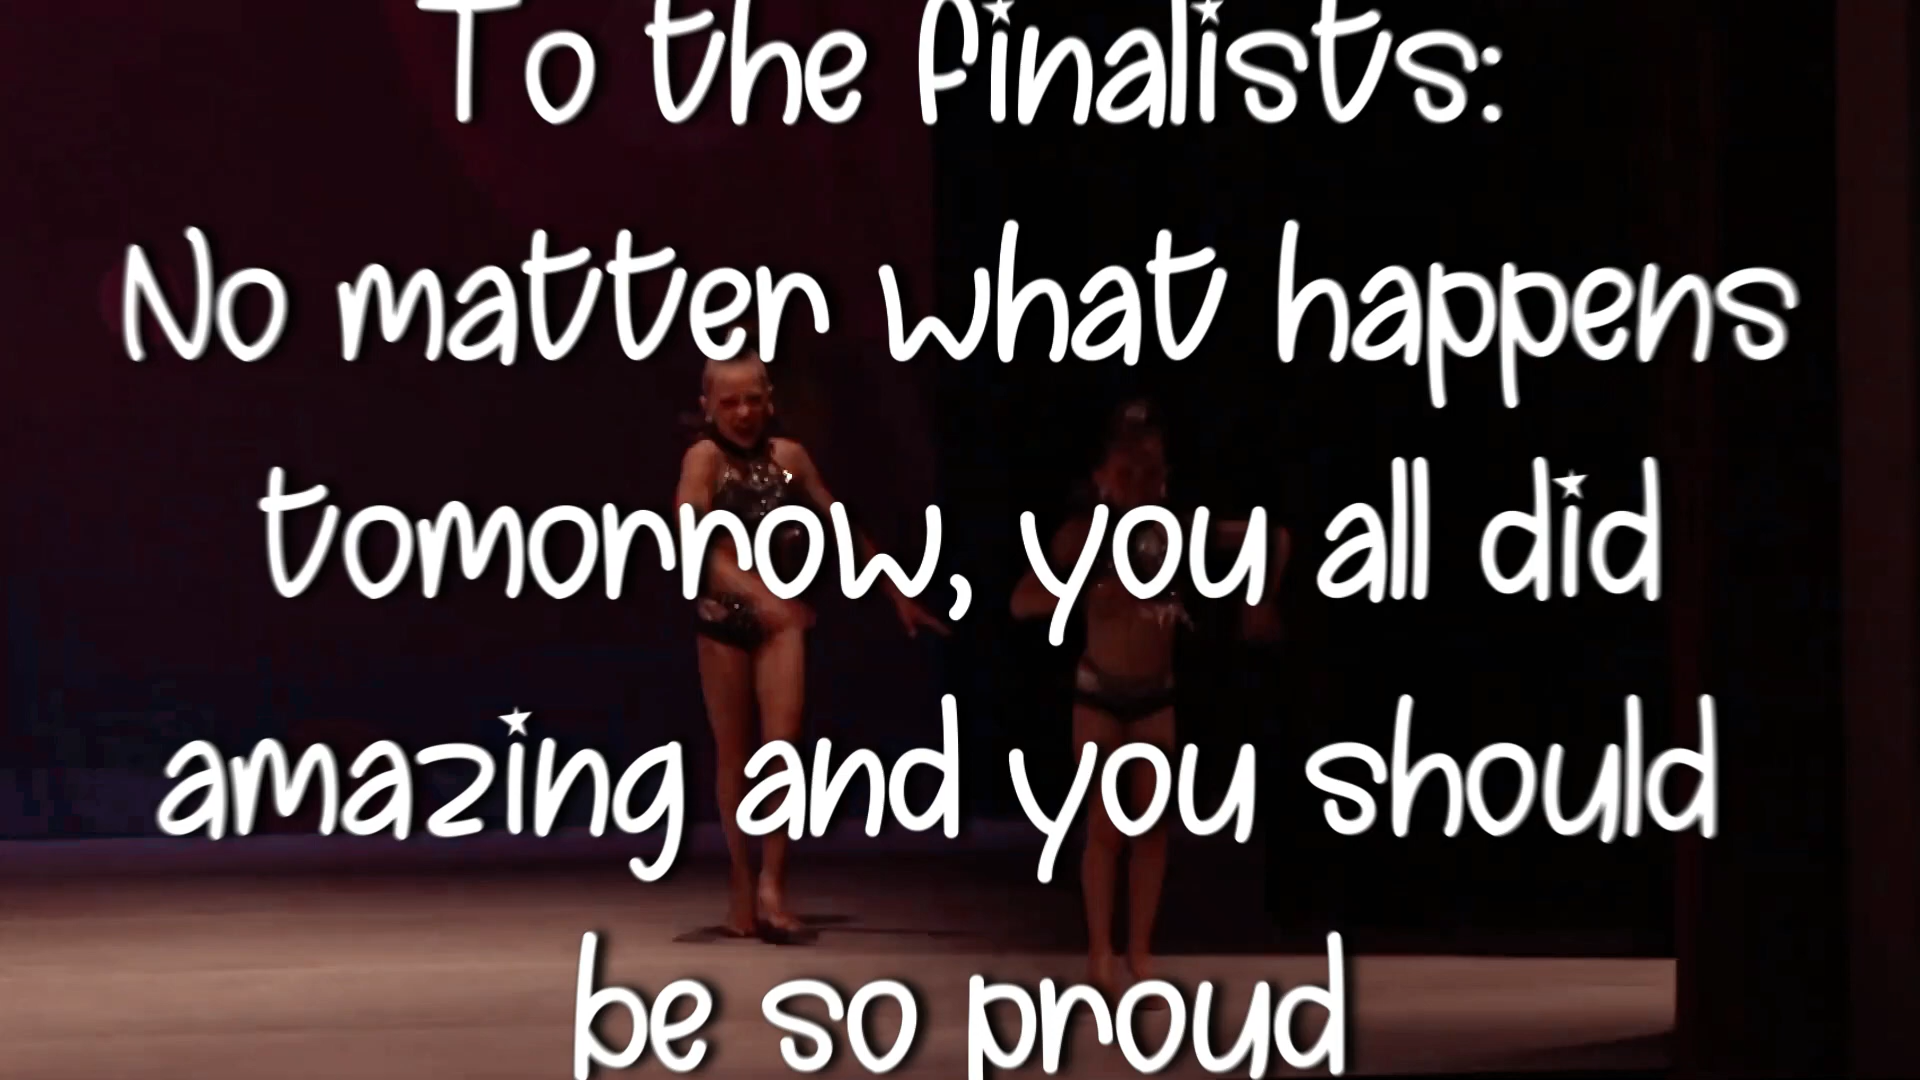 To the finalists:
No matter what happens
tomorrow, you all did
amazing and you should
be so proud